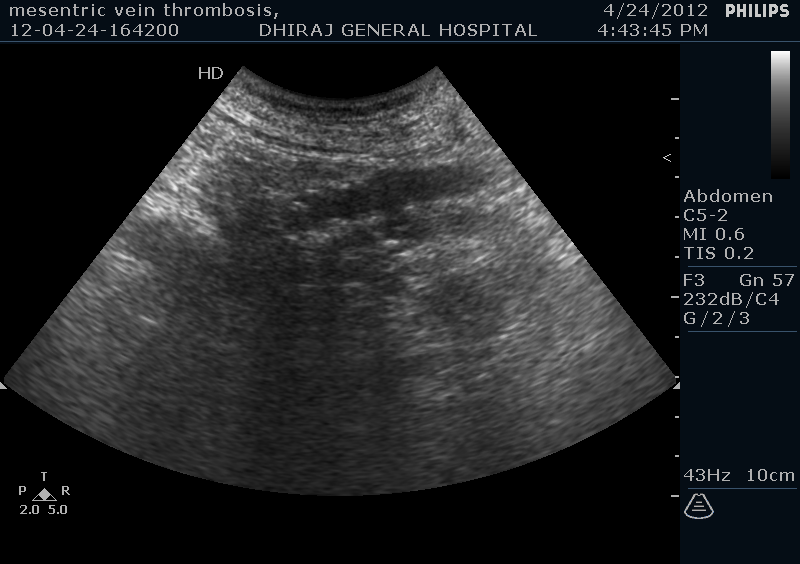 mesentric vein thrombosis, 4/24/2012 PHILIPS
12-04-24-164200 DHIRAJ GENERAL HOSPITAL 4:43:45 PM
HD
<
Abdomen
C5-2
MI 0.6
TIS 0.2
F3 Gn 57
232dB/C4
G/2/3
43Hz 10cm
T
P R
2.0 5.0